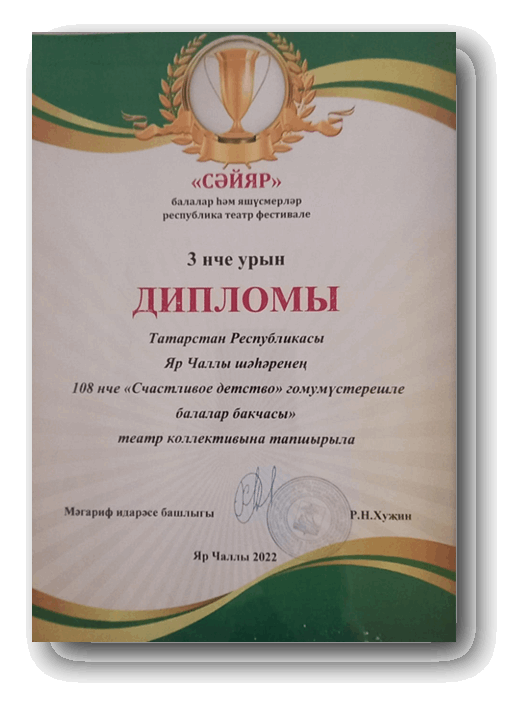 «СӘЙЯР»
балалар һәм яшүсмерләр
республика театр фестивале
3 нче урын
ДИПЛОМЫ
Татарстан Республикасы
Яр Чаллы шәһәренең
108 нче «Счастливое детство» гомумүстерешле
балалар бакчасы»
театр коллективына тапшырыла
Мәгариф идарәсе башлыгы Р.Н.Хуҗин
Яр Чаллы 2022